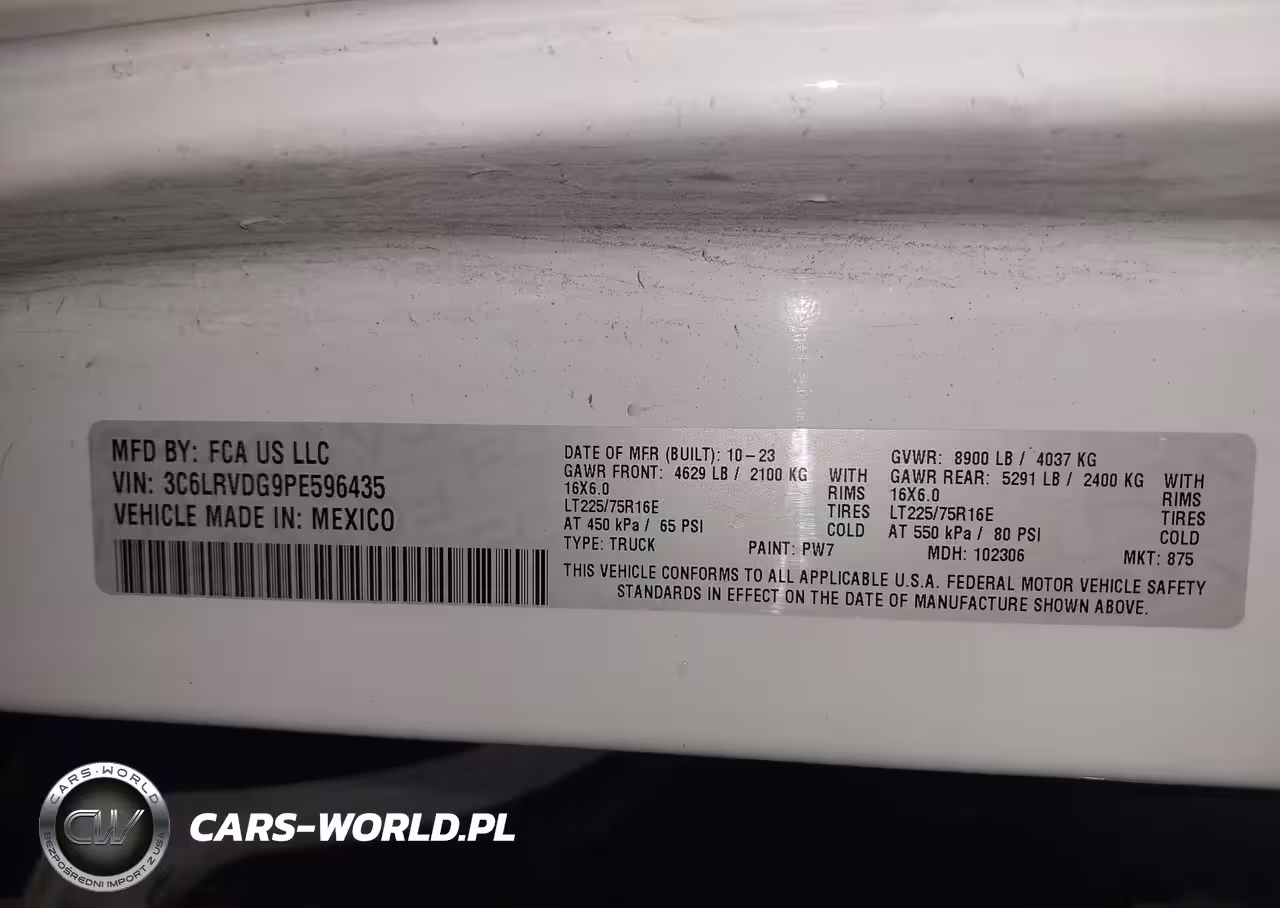 MFD BY: FCA US LLC
VIN: 3C6LRVDG9PE596435
VEHICLE MADE IN: MEXICO
DATE OF MFR (BUILT): 10-23
GVWR: 8900 LB / 4037 KG
GAWR FRONT: 4629 LB / 2100 KG WITH
16X6.0 RIMS
LT225/75R16E TIRES
AT 450 kPa / 65 PSI COLD
GAWR REAR: 5291 LB / 2400 KG WITH
16X6.0 RIMS
LT225/75R16E TIRES
AT 550 kPa / 80 PSI COLD
TYPE: TRUCK PAINT: PW7 MDH: 102306 MKT: 875
THIS VEHICLE CONFORMS TO ALL APPLICABLE U.S.A. FEDERAL MOTOR VEHICLE SAFETY
STANDARDS IN EFFECT ON THE DATE OF MANUFACTURE SHOWN ABOVE.
CARS-WORLD
CW
BEZPOŚREDNI IMPORT Z USA
CARS-WORLD.PL